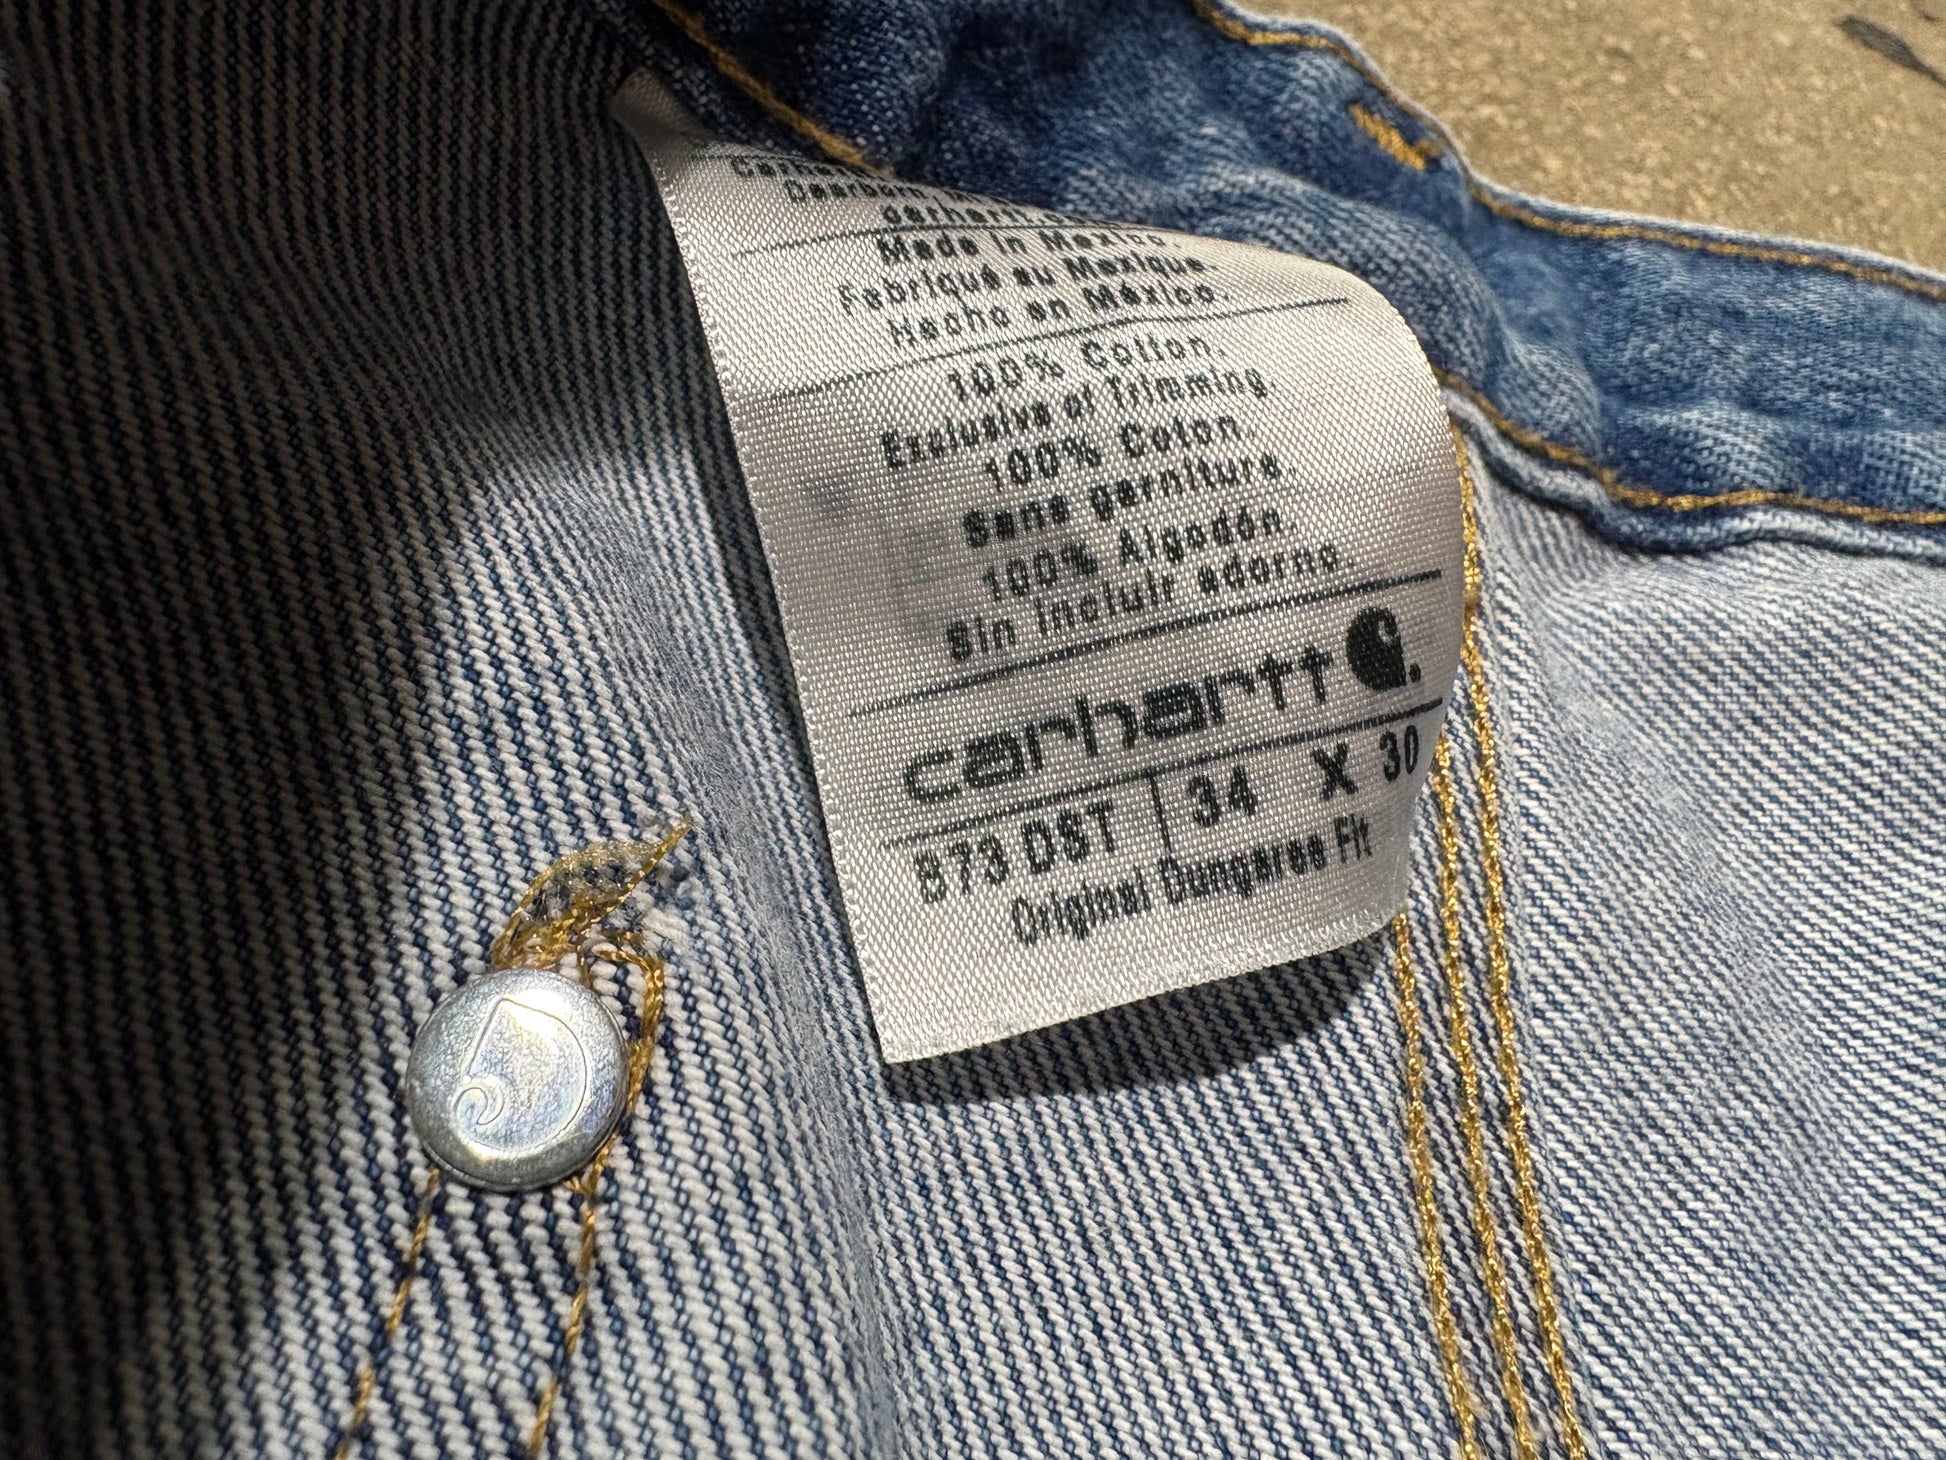 Made in Mexico.
Fabriqué au Mexique.
Hecho en México.
100% Cotton.
Exclusive of Trimming.
100% Coton.
Sans garniture.
100% Algodón.
Sin incluir adorno.
carhartt
B73 DST 34 X 30
Original Dungaree Fit